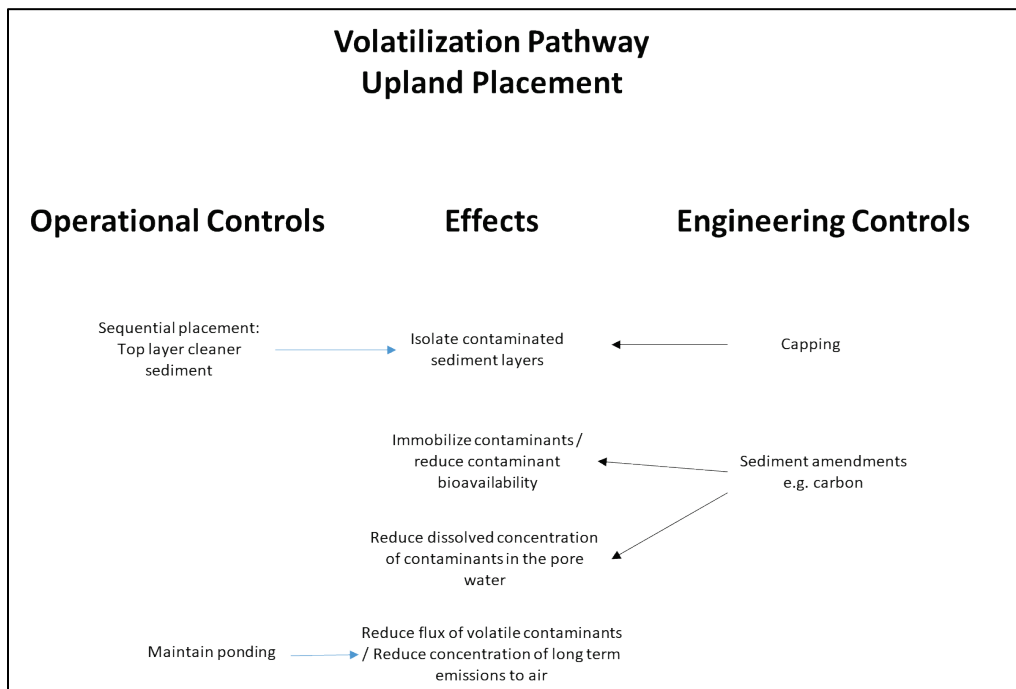 Volatilization Pathway
Upland Placement
Operational Controls
Effects
Engineering Controls
Sequential placement:
Top layer cleaner
sediment
Isolate contaminated
sediment layers
Capping
Immobilize contaminants /
reduce contaminant
bioavailability
Sediment amendments
e.g. carbon
Reduce dissolved concentration
of contaminants in the pore
water
Maintain ponding
Reduce flux of volatile contaminants
/ Reduce concentration of long term
emissions to air